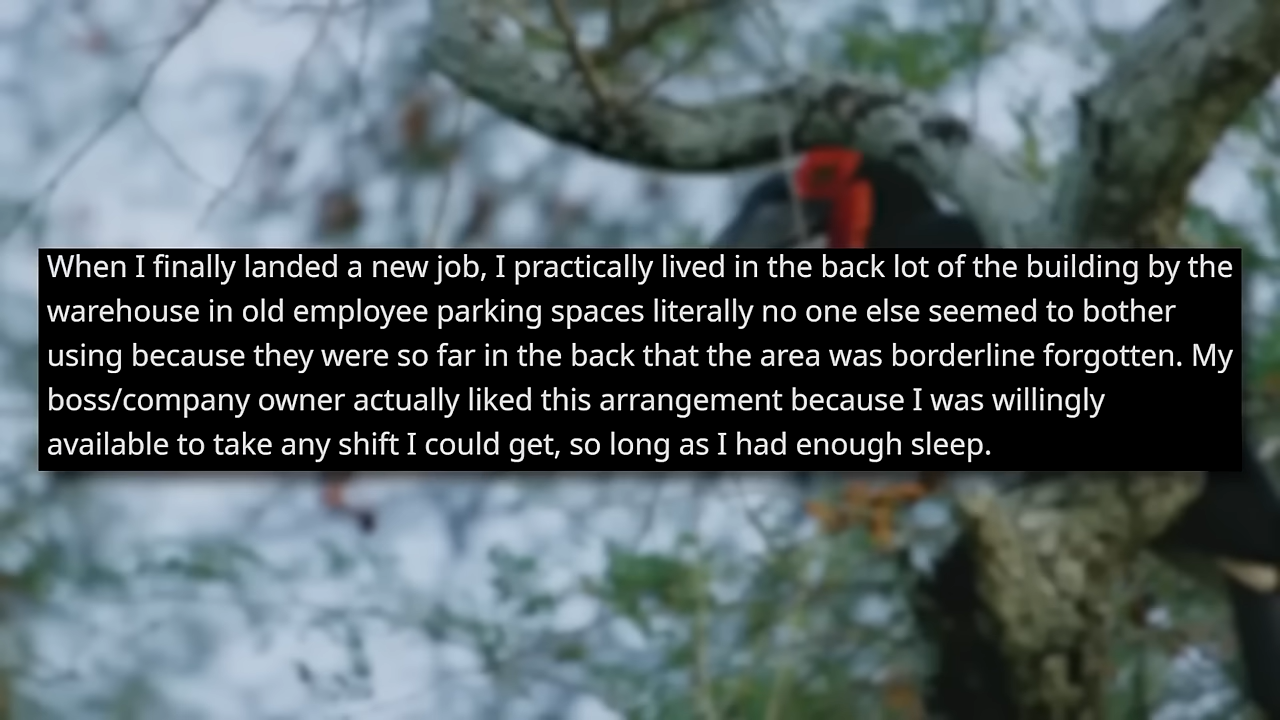 When I finally landed a new job, I practically lived in the back lot of the building by the
warehouse in old employee parking spaces literally no one else seemed to bother
using because they were so far in the back that the area was borderline forgotten. My
boss/company owner actually liked this arrangement because I was willingly
available to take any shift I could get, so long as I had enough sleep.